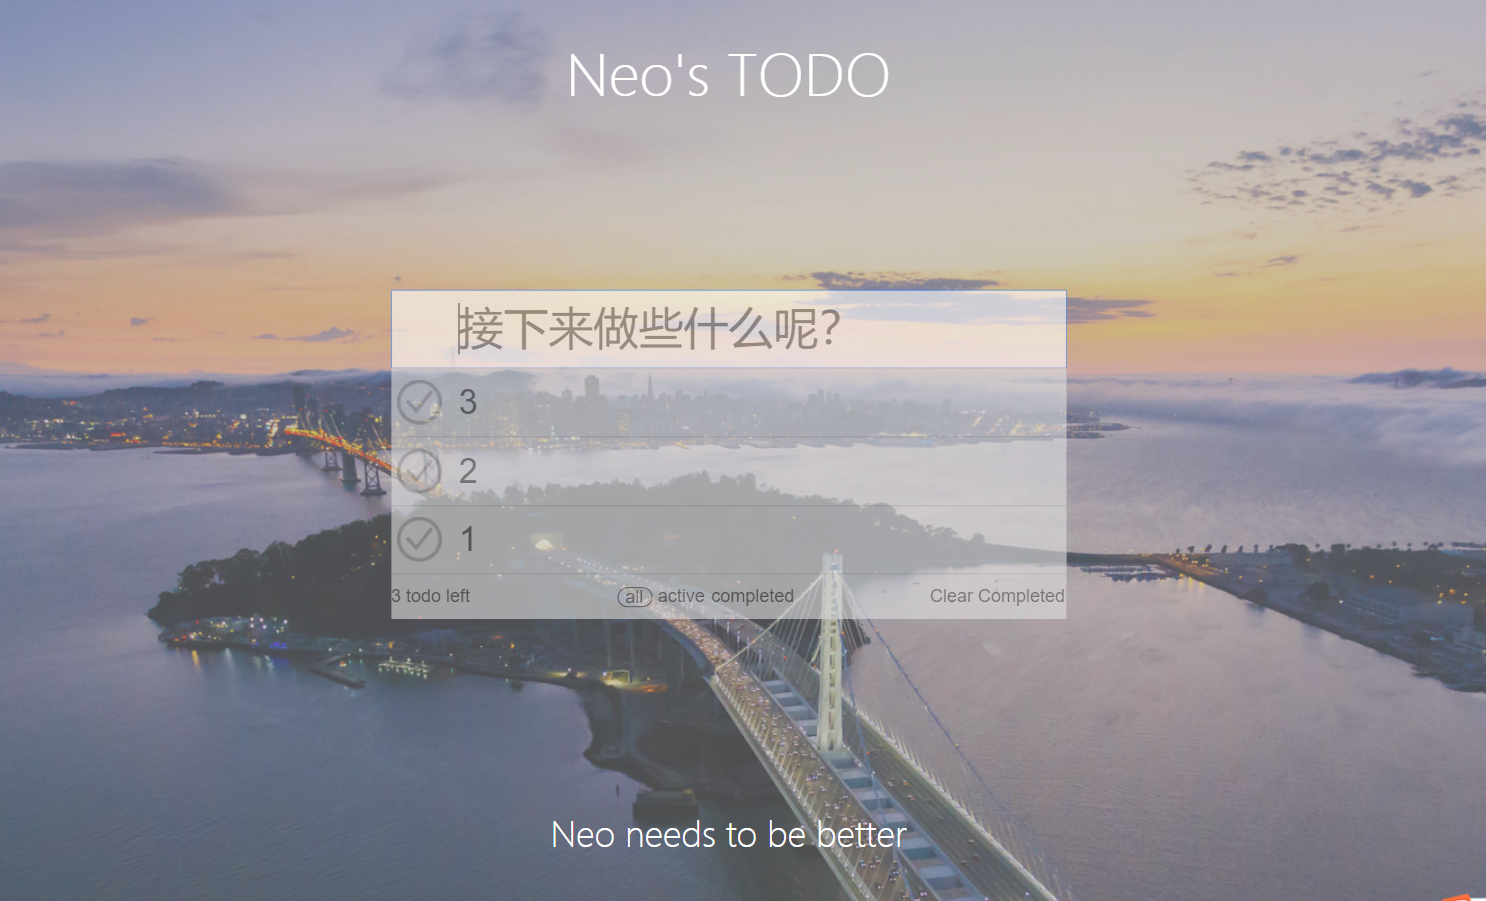 Neo's TODO
接下来做些什么呢？
3
2
1
3 todo left all active completed Clear Completed
Neo needs to be better